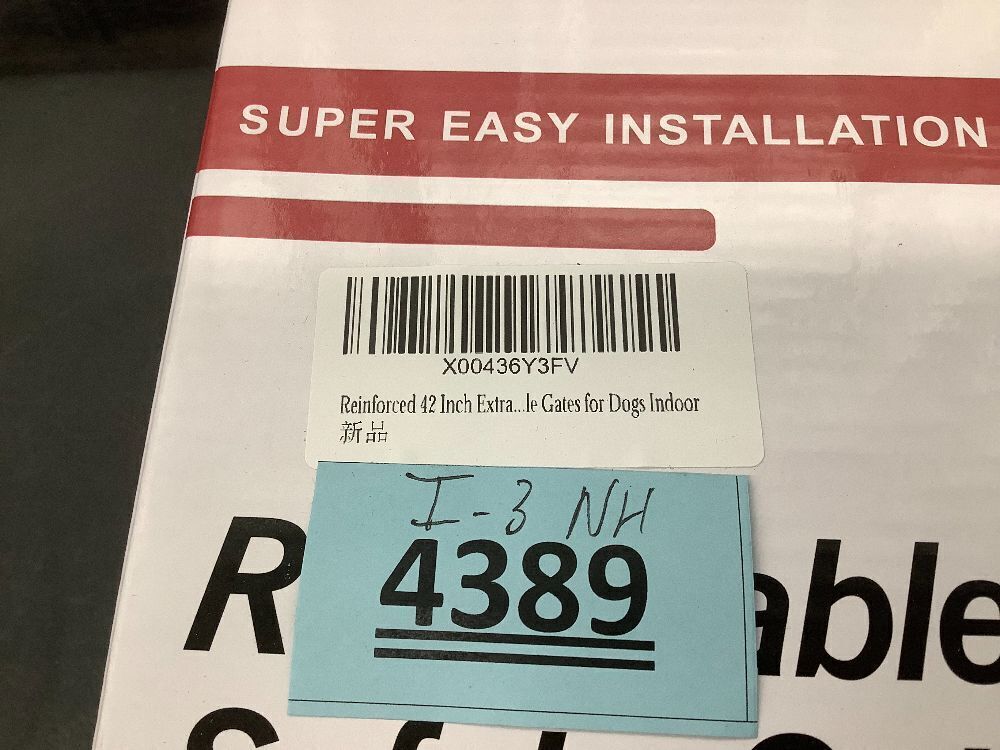 SUPER EASY INSTALLATION
X00436Y3FV
Reinforced 42 Inch Extra...le Gates for Dogs Indoor
新品
I-3 NH
4389